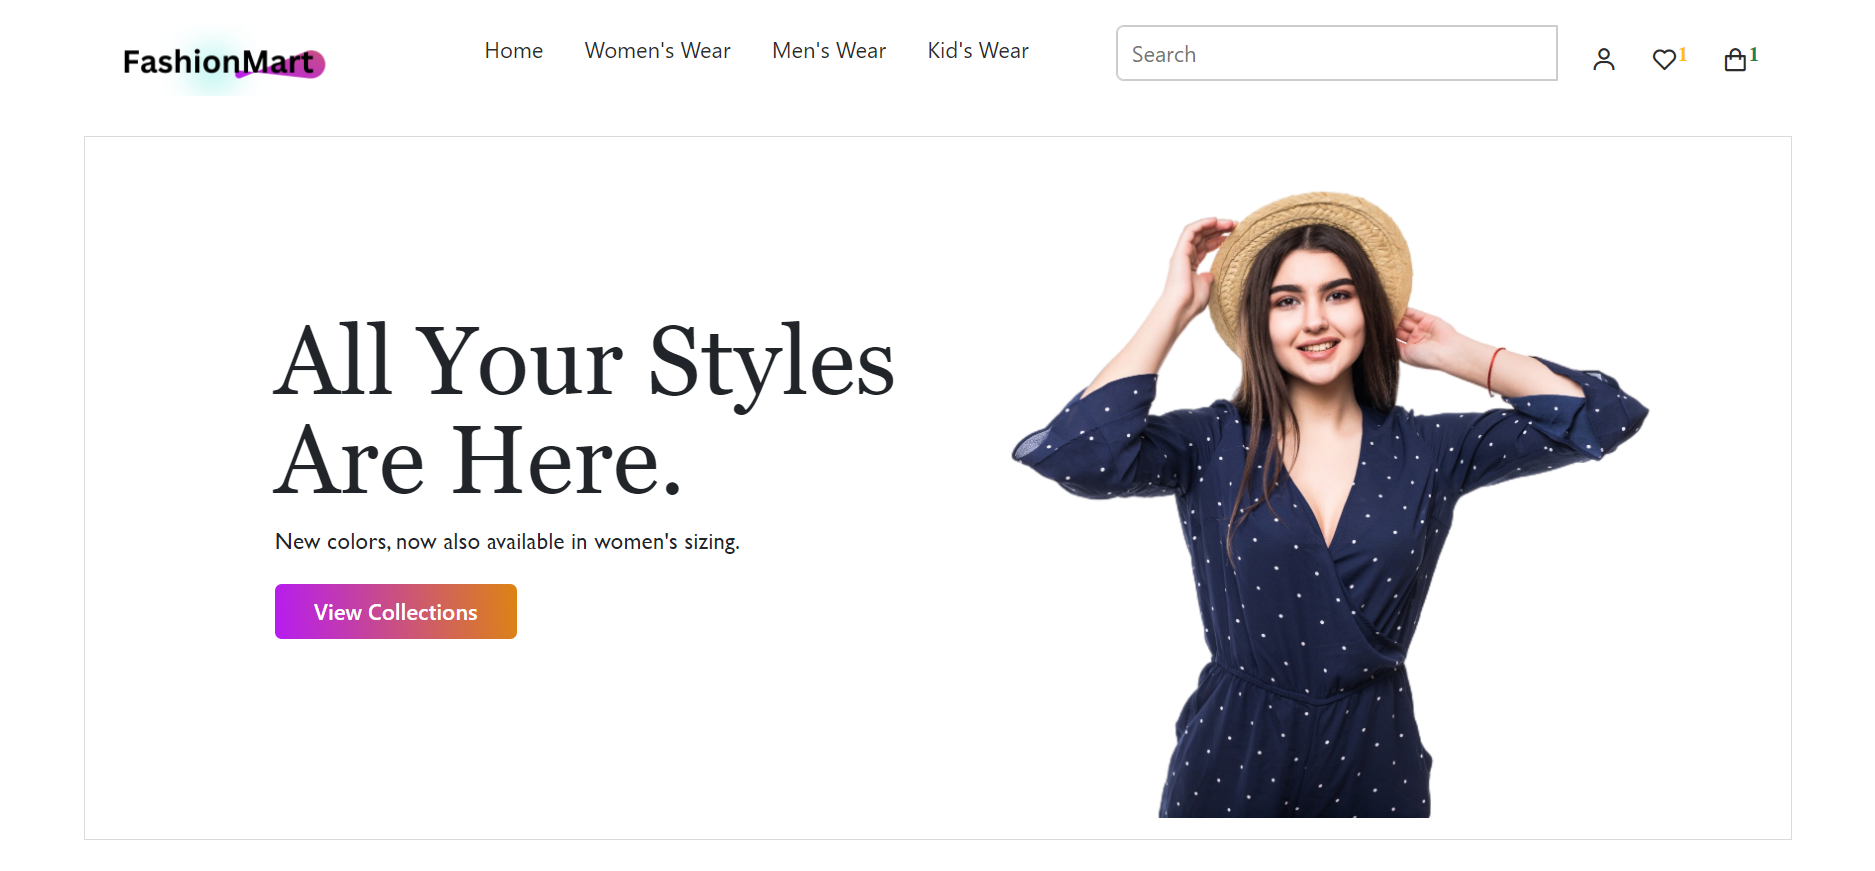 FashionMart
Home Women's Wear Men's Wear Kid's Wear
Search
1
1
All Your Styles
Are Here.
New colors, now also available in women's sizing.
View Collections